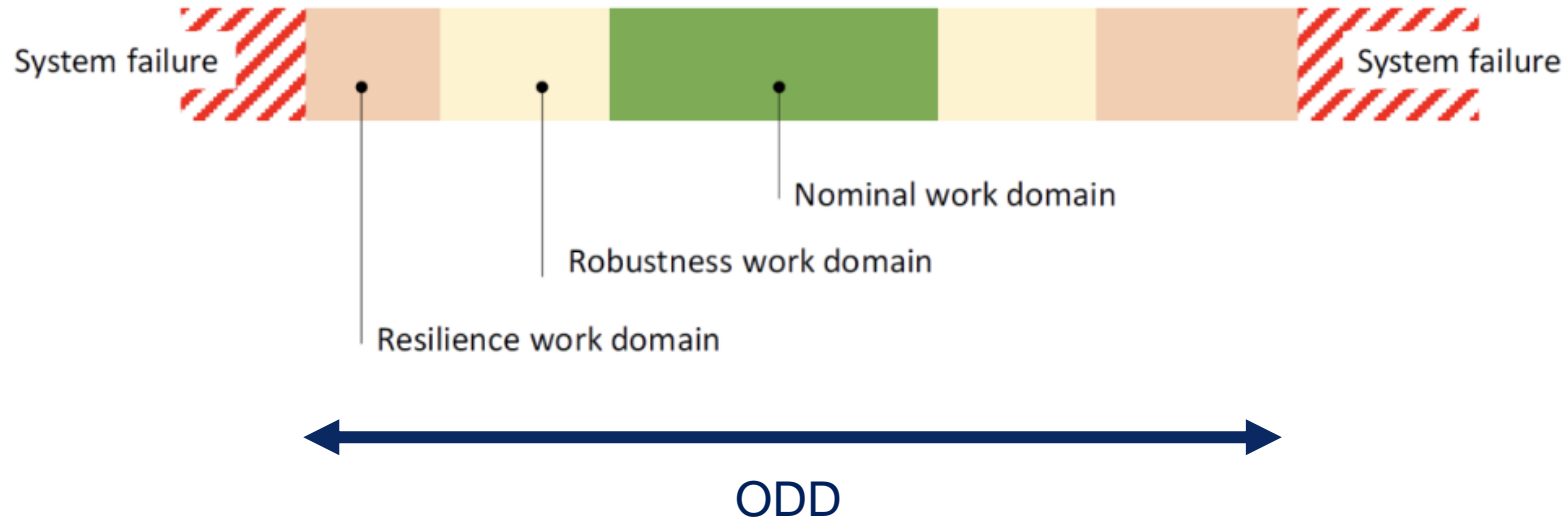 System failure
System failure
Nominal work domain
Robustness work domain
Resilience work domain
ODD